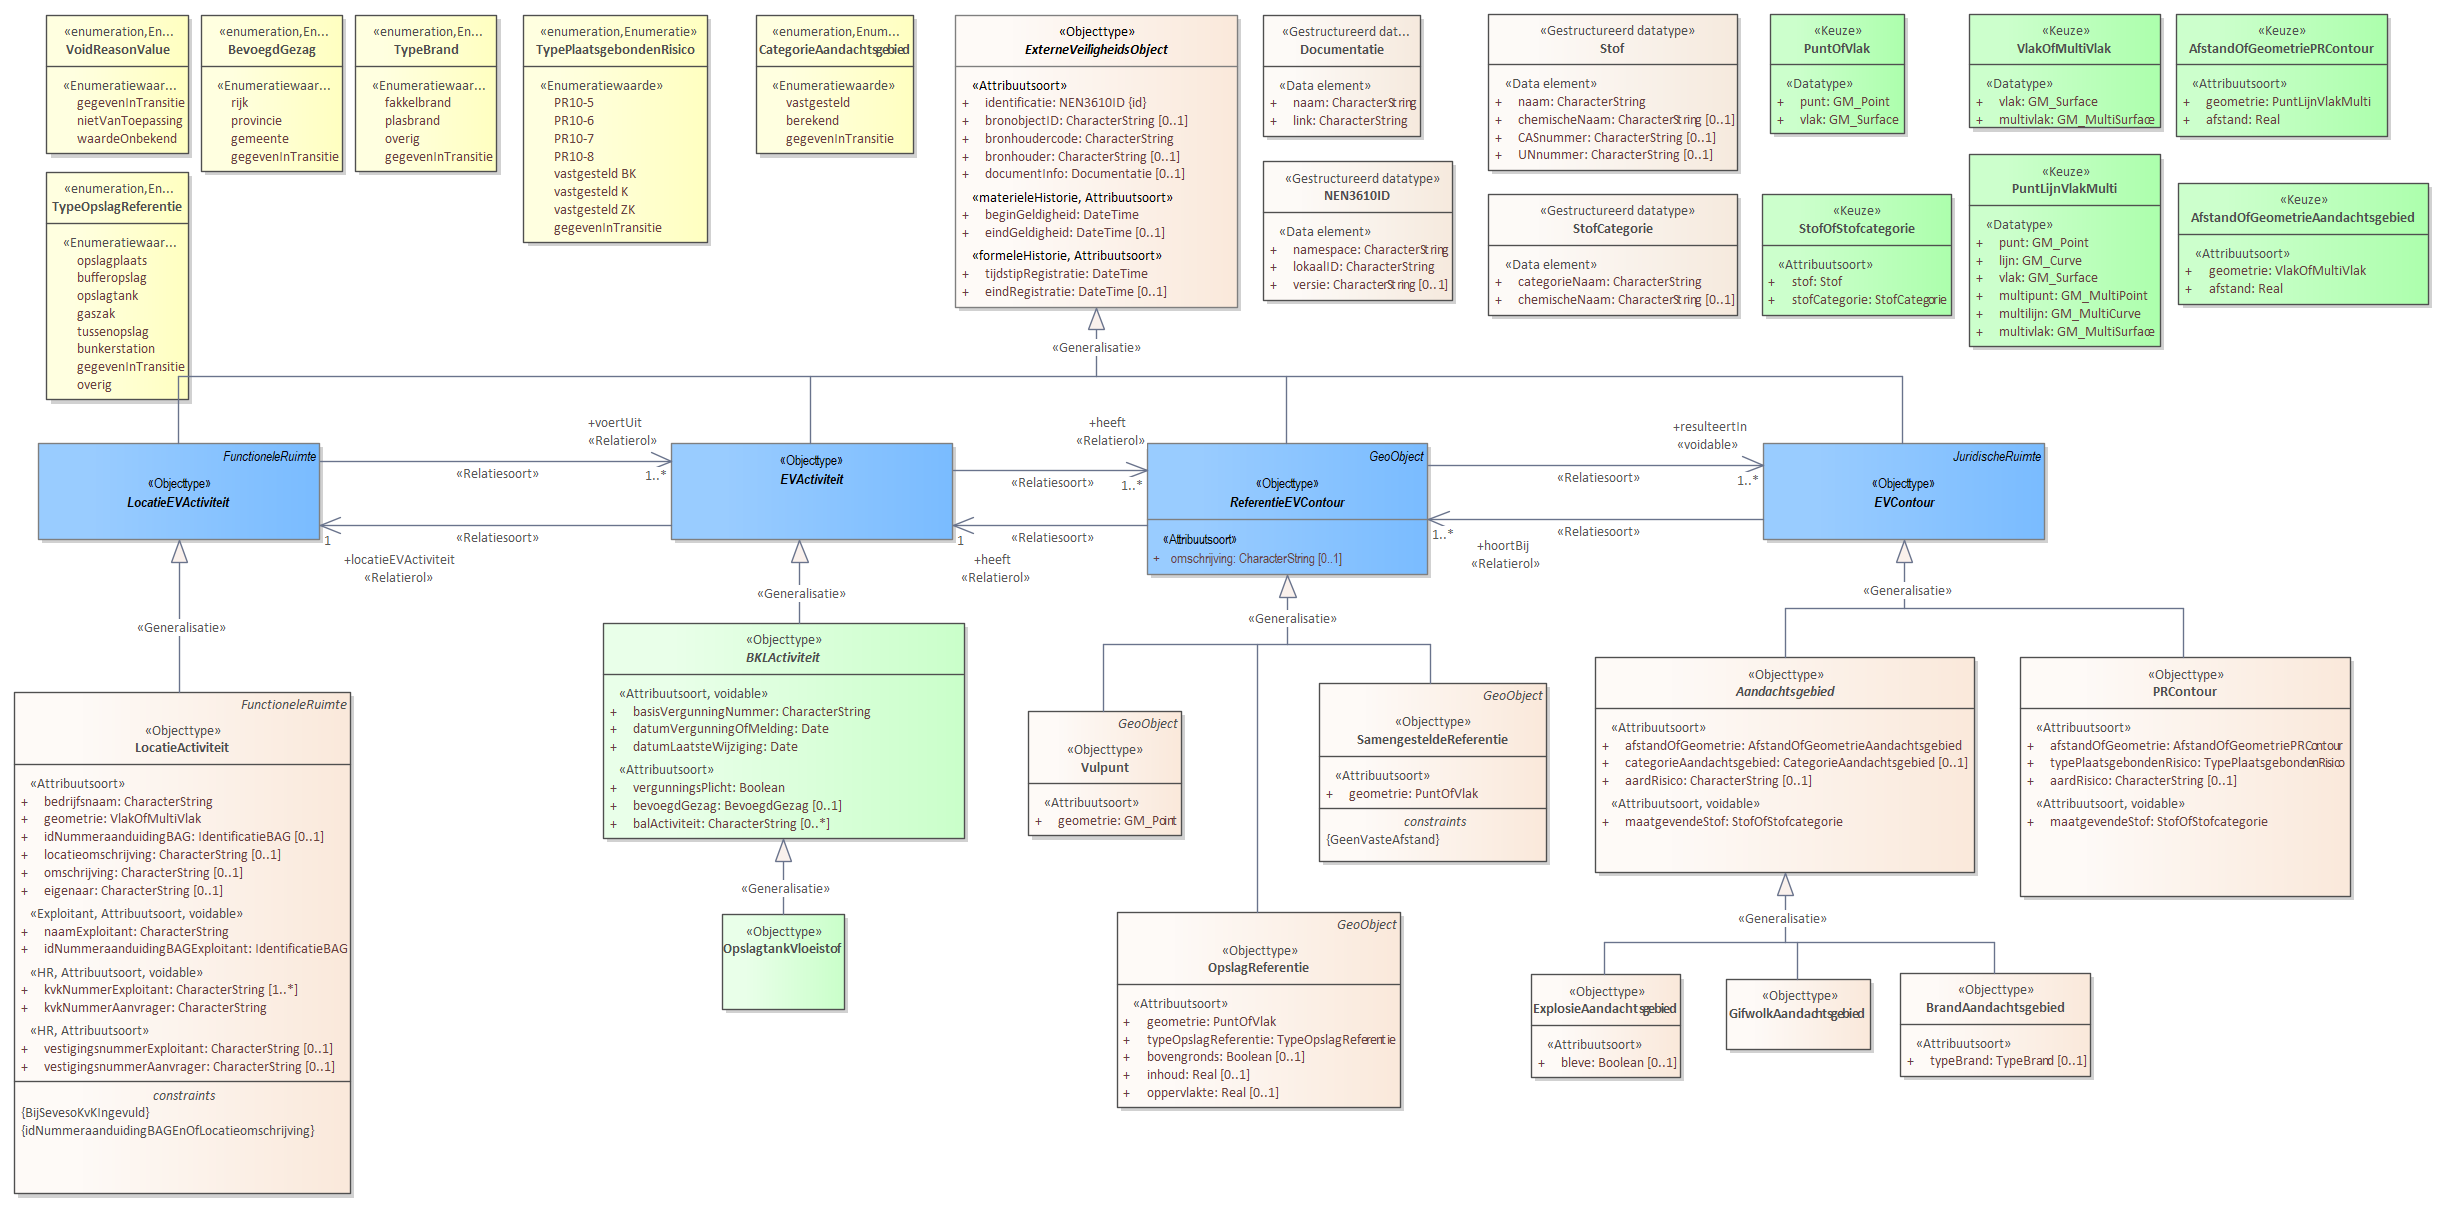 «enumeration,En...
VoidReasonValue
«Enumeratiewaar...
gegevenInTransitie
nietVanToepassing
waardeOnbekend
«enumeration,En...
BevoegdGezag
«Enumeratiewaar...
rijk
provincie
gemeente
gegevenInTransitie
«enumeration,En...
TypeBrand
«Enumeratiewaar...
fakkelbrand
plasbrand
overig
gegevenInTransitie
«enumeration,Enumeratie»
TypePlaatsgebondenRisico
«Enumeratiewaarde»
PR10-5
PR10-6
PR10-7
PR10-8
vastgesteld BK
vastgesteld K
vastgesteld ZK
gegevenInTransitie
«enumeration,Enum...
CategorieAandachtsgebied
«Enumeratiewaarde»
vastgesteld
berekend
gegevenInTransitie
«Objecttype»
ExterneVeiligheidsObject
«Attribuutsoort»
+ identificatie: NEN3610ID {id}
+ bronobjectID: CharacterString [0..1]
+ bronhoudercode: CharacterString
+ bronhouder: CharacterString [0..1]
+ documentInfo: Documentatie [0..1]
«materieleHistorie, Attribuutsoort»
+ beginGeldigheid: DateTime
+ eindGeldigheid: DateTime [0..1]
«formeleHistorie, Attribuutsoort»
+ tijdstipRegistratie: DateTime
+ eindRegistratie: DateTime [0..1]
«Gestructureerd dat...
Documentatie
«Data element»
+ naam: CharacterString
+ link: CharacterString
«Gestructureerd datatype»
NEN3610ID
«Data element»
+ namespace: CharacterString
+ lokaalID: CharacterString
+ versie: CharacterString [0..1]
«Gestructureerd datatype»
Stof
«Data element»
+ naam: CharacterString
+ chemischeNaam: CharacterString [0..1]
+ CASnummer: CharacterString [0..1]
+ UNnummer: CharacterString [0..1]
«Gestructureerd datatype»
StofCategorie
«Data element»
+ categorieNaam: CharacterString
+ chemischeNaam: CharacterString [0..1]
«Keuze»
PuntOfVlak
«Datatype»
+ punt: GM_Point
+ vlak: GM_Surface
«Keuze»
StofOfStofcategorie
«Attribuutsoort»
+ stof: Stof
+ stofCategorie: StofCategorie
«Keuze»
VlakOfMultiVlak
«Datatype»
+ vlak: GM_Surface
+ multivlak: GM_MultiSurface
«Keuze»
PuntLijnVlakMulti
«Datatype»
+ punt: GM_Point
+ lijn: GM_Curve
+ vlak: GM_Surface
+ multipunt: GM_MultiPoint
+ multilijn: GM_MultiCurve
+ multivlak: GM_MultiSurface
«Keuze»
AfstandOfGeometriePRContour
«Attribuutsoort»
+ geometrie: PuntLijnVlakMulti
+ afstand: Real
«Keuze»
AfstandOfGeometrieAandachtsgebied
«Attribuutsoort»
+ geometrie: VlakOfMultiVlak
+ afstand: Real
«enumeration,En...
TypeOpslagReferentie
«Enumeratiewaar...
opslagplaats
bufferopslag
opslagtank
gaszak
tussenopslag
bunkerstation
gegevenInTransitie
overig
«Generalisatie»
FunctioneleRuimte
«Objecttype»
LocatieEVActiviteit
+voertUit
«Relatierol»
«Relatiesoort»
1..*
«Relatiesoort»
1
+locatieEVActiviteit
«Relatierol»
«Objecttype»
EVActiviteit
+heeft
«Relatierol»
«Relatiesoort»
1..*
«Relatiesoort»
1
+heeft
«Relatierol»
GeoObject
«Objecttype»
ReferentieEVContour
«Attribuutsoort»
+ omschrijving: CharacterString [0..1]
+resulteertIn
«voidable»
«Relatiesoort»
1..*
«Relatiesoort»
1..*
+hoortBij
«Relatierol»
JuridischeRuimte
«Objecttype»
EVContour
«Generalisatie»
«Generalisatie»
«Generalisatie»
«Generalisatie»
FunctioneleRuimte
«Objecttype»
LocatieActiviteit
«Attribuutsoort»
+ bedrijfsnaam: CharacterString
+ geometrie: VlakOfMultiVlak
+ idNummeraanduidingBAG: IdentificatieBAG [0..1]
+ locatieomschrijving: CharacterString [0..1]
+ omschrijving: CharacterString [0..1]
+ eigenaar: CharacterString [0..1]
«Exploitant, Attribuutsoort, voidable»
+ naamExploitant: CharacterString
+ idNummeraanduidingBAGExploitant: IdentificatieBAG
«HR, Attribuutsoort, voidable»
+ kvkNummerExploitant: CharacterString [1..*]
+ kvkNummerAanvrager: CharacterString
«HR, Attribuutsoort»
+ vestigingsnummerExploitant: CharacterString [0..1]
+ vestigingsnummerAanvrager: CharacterString [0..1]
constraints
{BijSevesoKvKIngevuld}
{idNummeraanduidingBAGEnOfLocatieomschrijving}
«Objecttype»
BKLActiviteit
«Attribuutsoort, voidable»
+ basisVergunningNummer: CharacterString
+ datumVergunningOfMelding: Date
+ datumLaatsteWijziging: Date
«Attribuutsoort»
+ vergunningsPlicht: Boolean
+ bevoegdGezag: BevoegdGezag [0..1]
+ balActiviteit: CharacterString [0..*]
«Generalisatie»
«Objecttype»
OpslagtankVloeistof
GeoObject
«Objecttype»
Vulpunt
«Attribuutsoort»
+ geometrie: GM_Point
GeoObject
«Objecttype»
SamengesteldeReferentie
«Attribuutsoort»
+ geometrie: PuntOfVlak
constraints
{GeenVasteAfstand}
GeoObject
«Objecttype»
OpslagReferentie
«Attribuutsoort»
+ geometrie: PuntOfVlak
+ typeOpslagReferentie: TypeOpslagReferentie
+ bovengronds: Boolean [0..1]
+ inhoud: Real [0..1]
+ oppervlakte: Real [0..1]
«Objecttype»
Aandachtsgebied
«Attribuutsoort»
+ afstandOfGeometrie: AfstandOfGeometrieAandachtsgebied
+ categorieAandachtsgebied: CategorieAandachtsgebied [0..1]
+ aardRisico: CharacterString [0..1]
«Attribuutsoort, voidable»
+ maatgevendeStof: StofOfStofcategorie
«Objecttype»
PRContour
«Attribuutsoort»
+ afstandOfGeometrie: AfstandOfGeometriePRContour
+ typePlaatsgebondenRisico: TypePlaatsgebondenRisico
+ aardRisico: CharacterString [0..1]
«Attribuutsoort, voidable»
+ maatgevendeStof: StofOfStofcategorie
«Generalisatie»
«Objecttype»
ExplosieAandachtsgebied
«Attribuutsoort»
+ bleve: Boolean [0..1]
«Objecttype»
GifwolkAandachtsgebied
«Objecttype»
BrandAandachtsgebied
«Attribuutsoort»
+ typeBrand: TypeBrand [0..1]